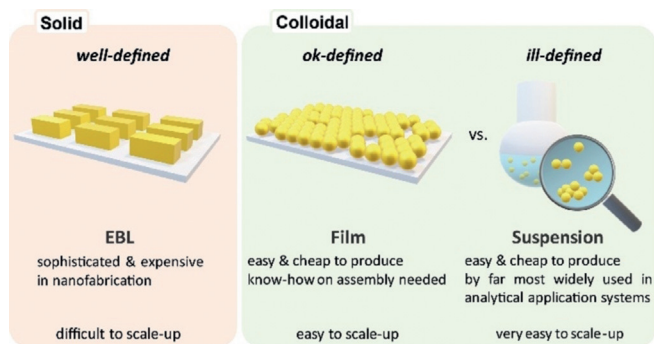 Solid
well-defined
EBL
sophisticated & expensive
in nanofabrication
difficult to scale-up
Colloidal
ok-defined
vs.
ill-defined
Film
easy & cheap to produce
know-how on assembly needed
easy to scale-up
Suspension
easy & cheap to produce
by far most widely used in
analytical application systems
very easy to scale-up